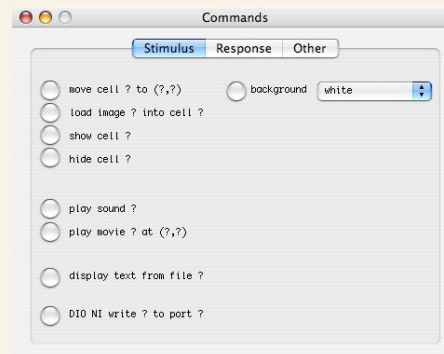 Commands
Stimulus Response Other
move cell ? to (?,?)
background white
load image ? into cell ?
show cell ?
hide cell ?
play sound ?
play movie ? at (?,?)
display text from file ?
DIO NI write ? to port ?